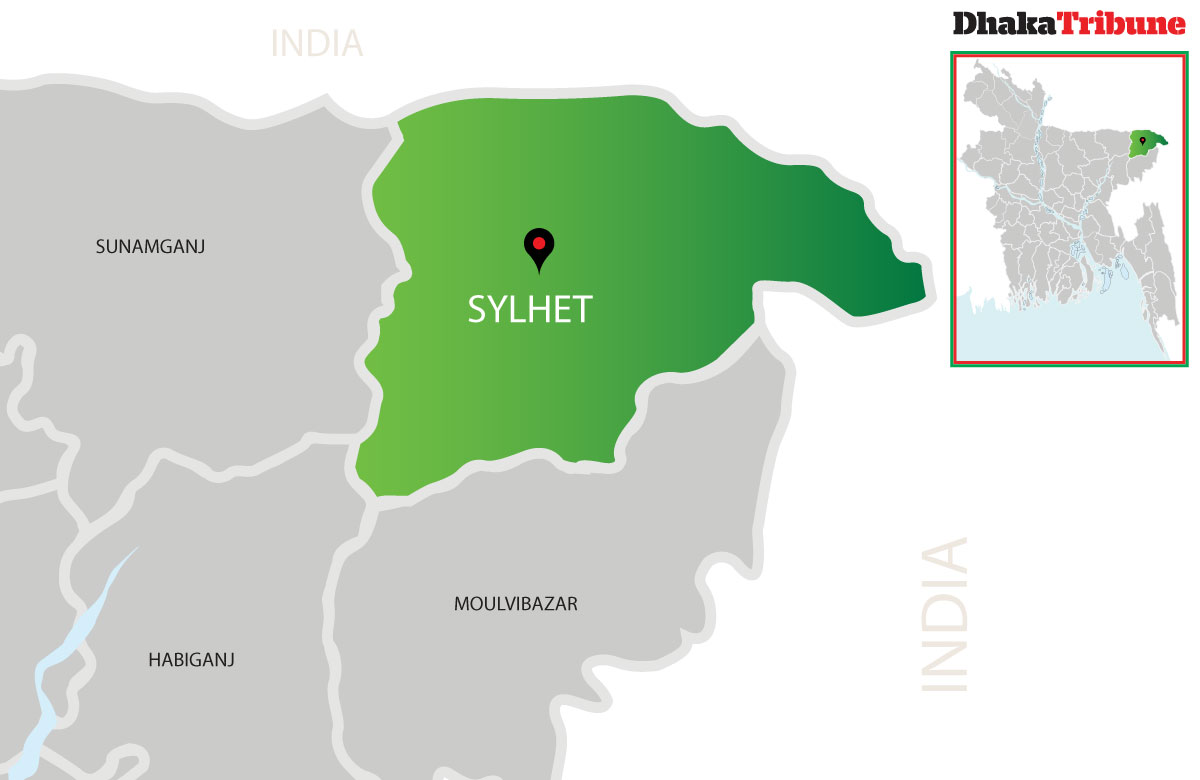 INDIA
DhakaTribune
SUNAMGANJ
SYLHET
INDIA
MOULVIBAZAR
HABIGANJ